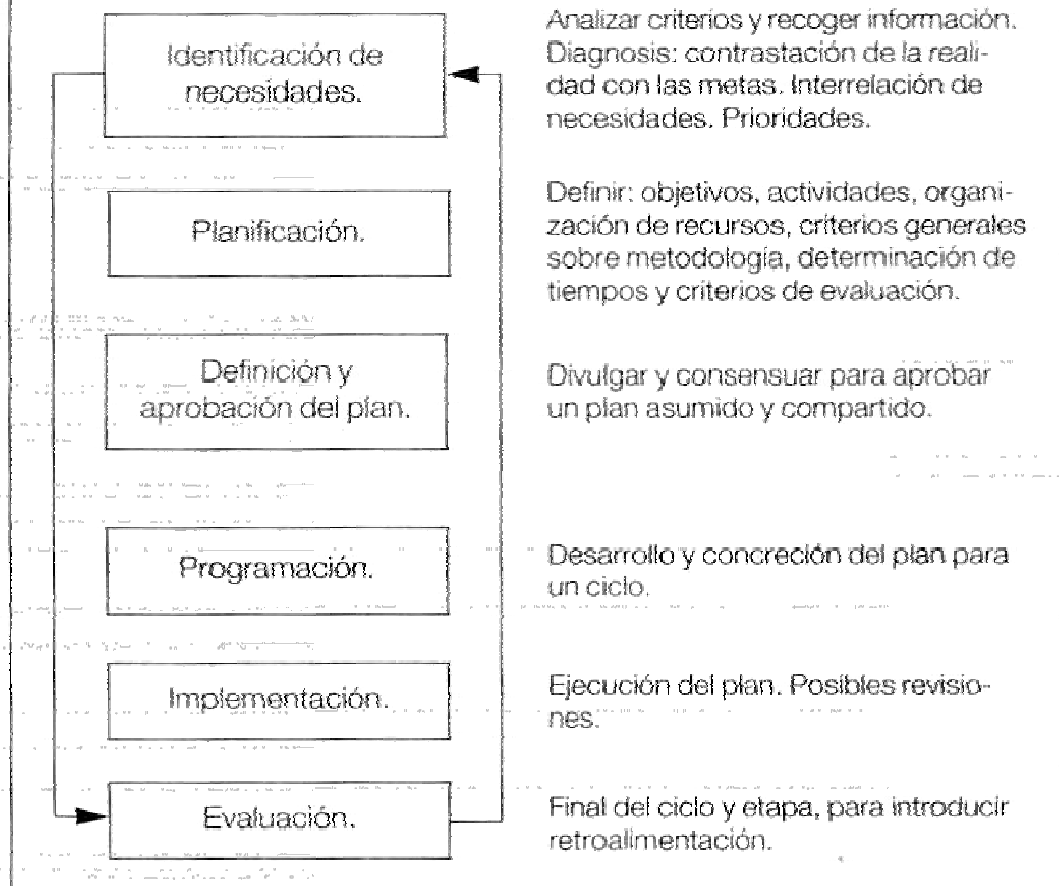 Identificación de
necesidades.
Analizar criterios y recoger información.
Diagnosis: contrastación de la reali-
dad con las metas. Interrelación de
necesidades. Prioridades.
Planificación.
Definir: objetivos, actividades, organi-
zación de recursos, criterios generales
sobre metodología, determinación de
tiempos y criterios de evaluación.
Definición y
aprobación del plan.
Divulgar y consensuar para aprobar
un plan asumido y compartido.
Programación.
Desarrollo y concreción del plan para
un ciclo.
Implementación.
Ejecución del plan. Posibles revisio-
nes.
Evaluación.
Final del ciclo y etapa, para introducir
retroalimentación.